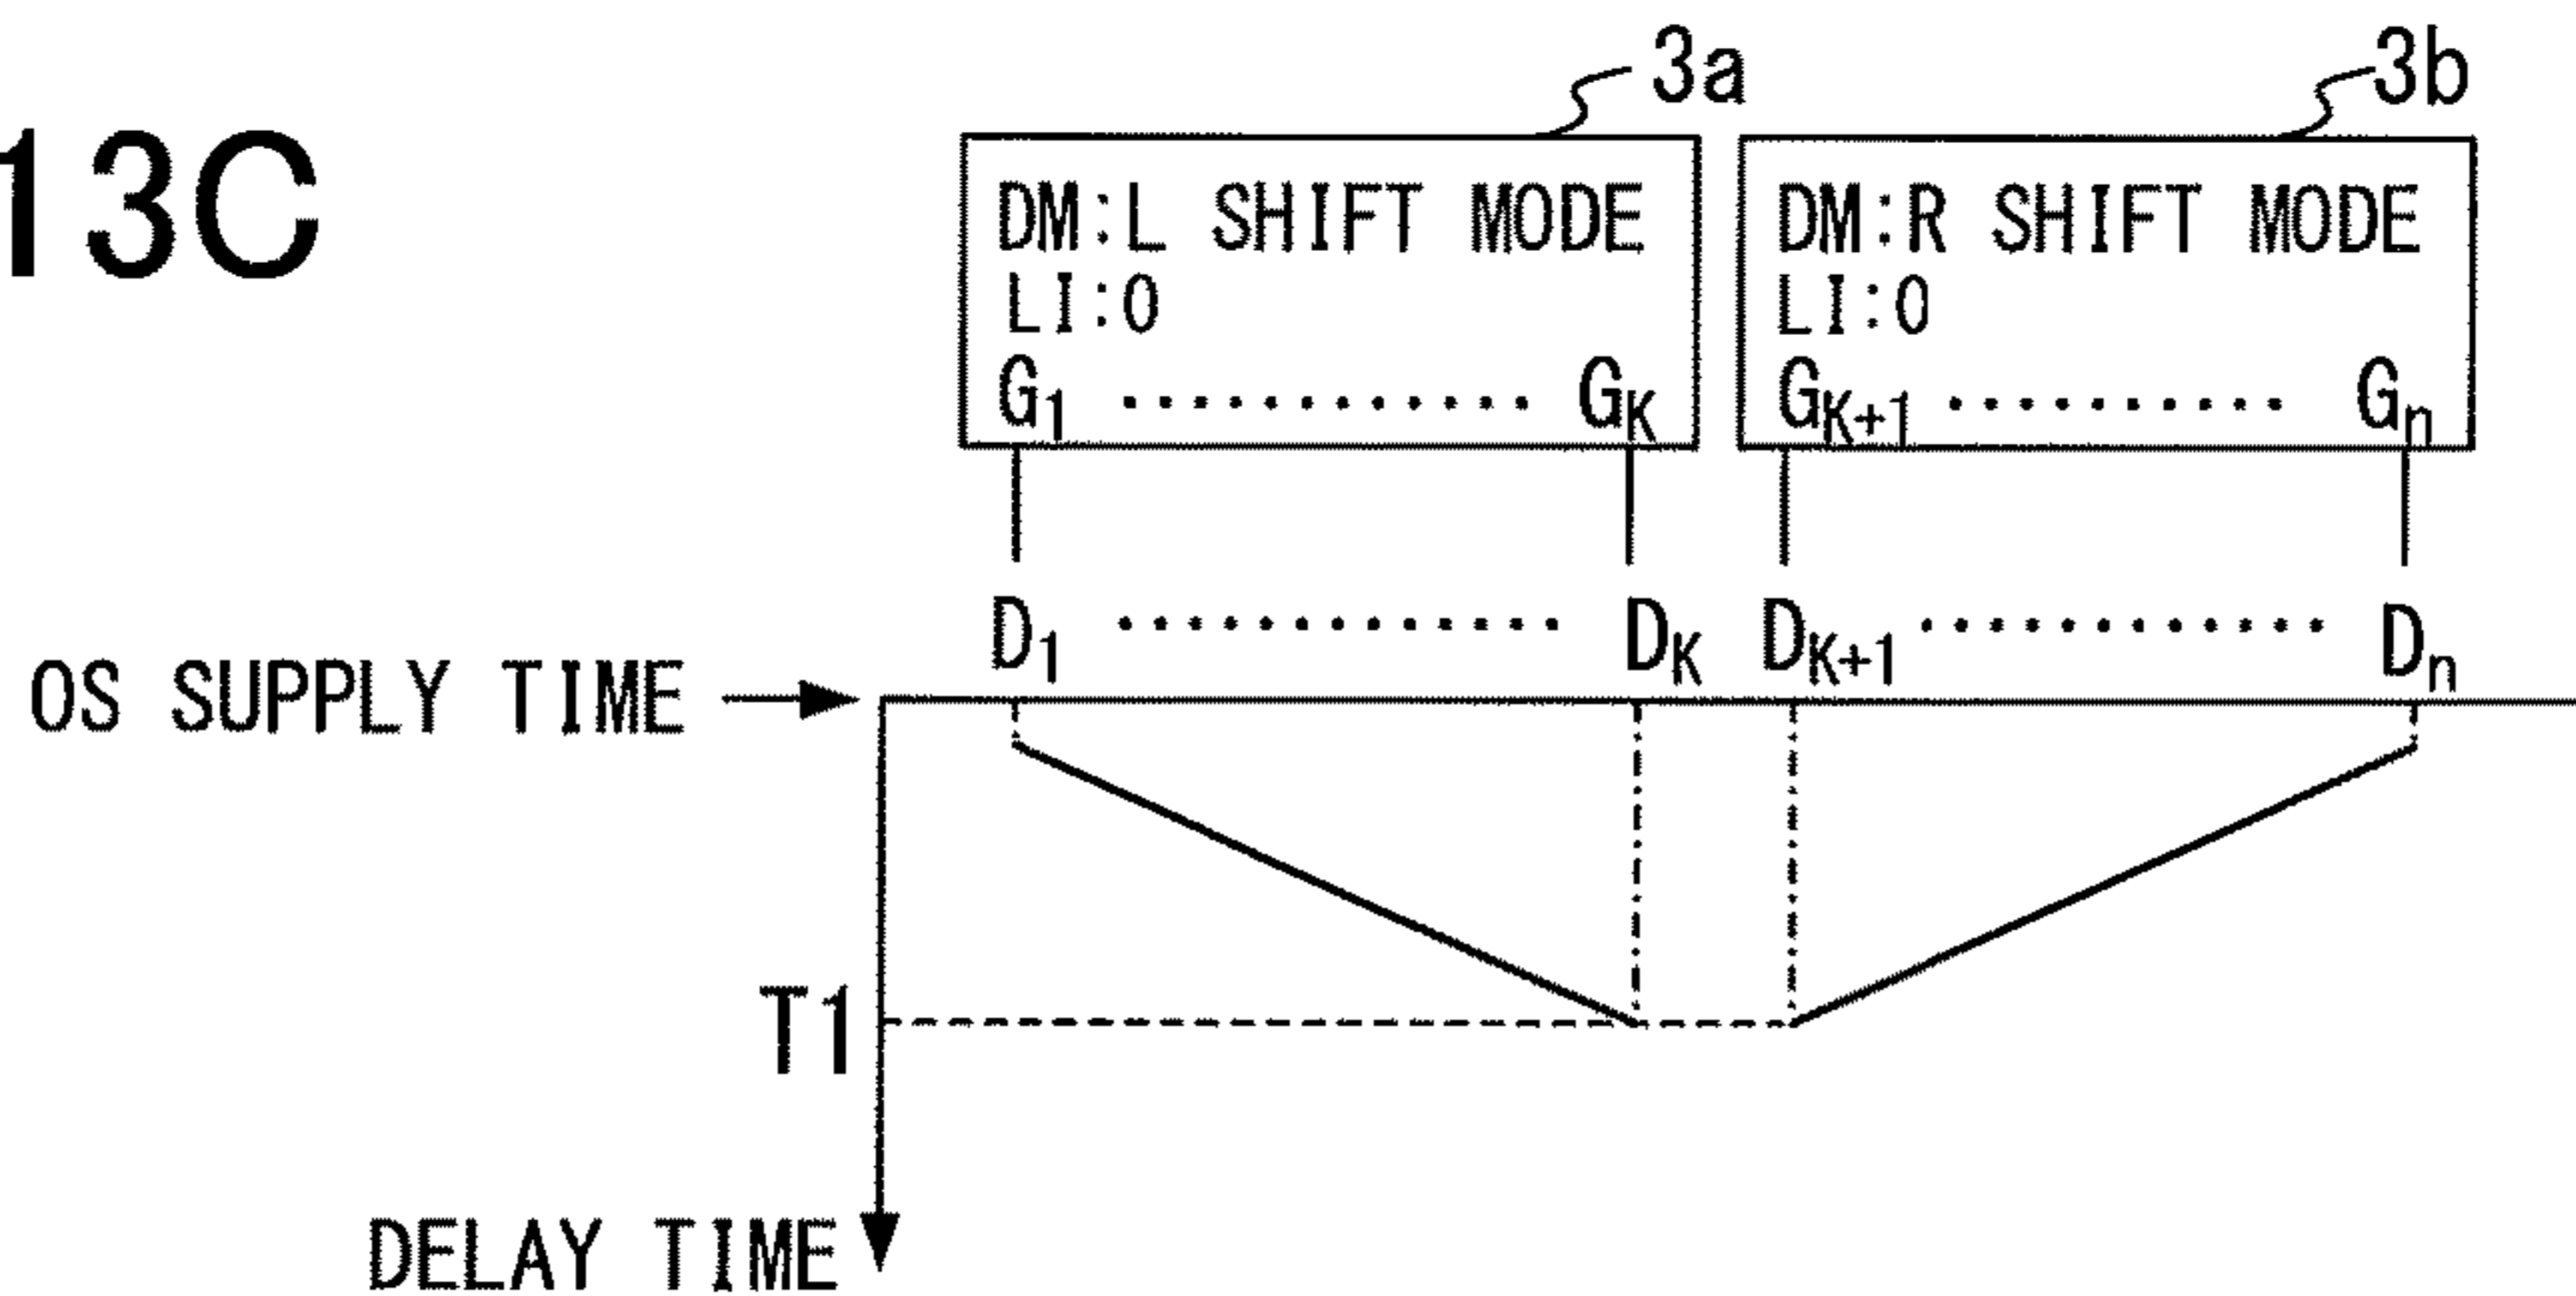 13C
3a
3b
DM:L SHIFT MODE
LI:0
G1 ............ GK
DM:R SHIFT MODE
LI:0
GK+1 .......... Gn
D1 ............. DK DK+1 ............ Dn
OS SUPPLY TIME
T1
DELAY TIME